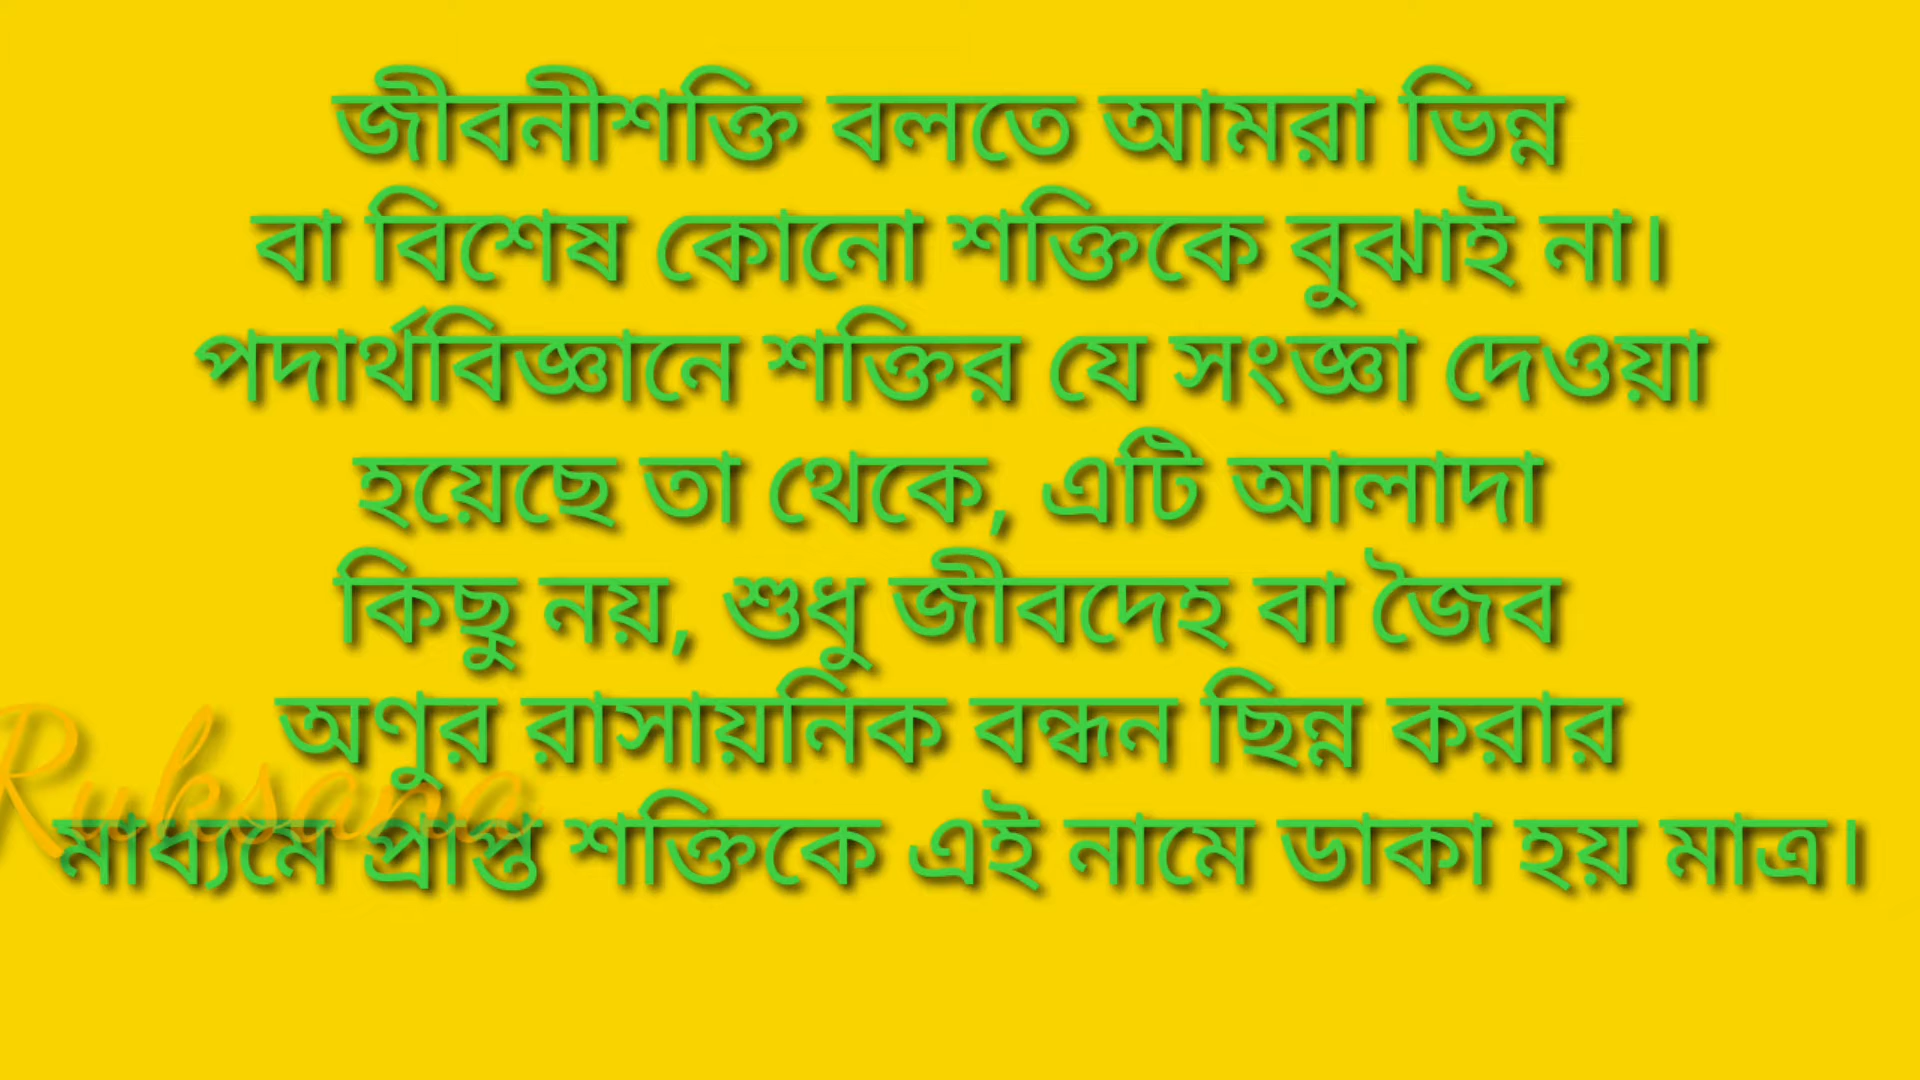 জীবনীশক্তি বলতে আমরা ভিন্ন
বা বিশেষ কোনো শক্তিকে বুঝাই না।
পদার্থবিজ্ঞানে শক্তির যে সংজ্ঞা দেওয়া
হয়েছে তা থেকে, এটি আলাদা
কিছু নয়, শুধু জীবদেহ বা জৈব
অণুর রাসায়নিক বন্ধন ছিন্ন করার
মাধ্যমে প্রাপ্ত শক্তিকে এই নামে ডাকা হয় মাত্র।
Ruksana